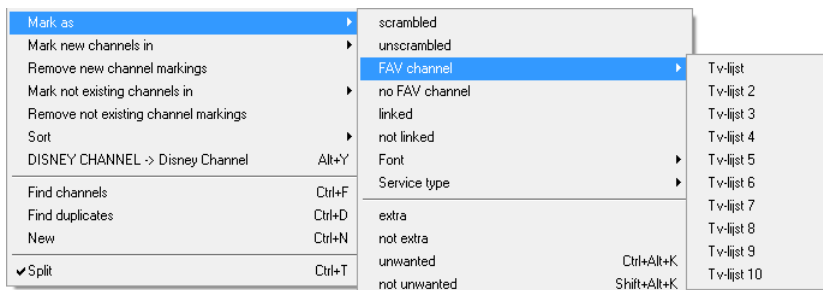 Mark as
Mark new channels in
Remove new channel markings
Mark not existing channels in
Remove not existing channel markings
Sort
DISNEY CHANNEL -> Disney Channel Alt+Y
Find channels Ctrl+F
Find duplicates Ctrl+D
New Ctrl+N
Split Ctrl+T
scrambled
unscrambled
FAV channel
no FAV channel
linked
not linked
Font
Service type
extra
not extra
unwanted Ctrl+Alt+K
not unwanted Shift+Alt+K
Tv-lijst
Tv-lijst 2
Tv-lijst 3
Tv-lijst 4
Tv-lijst 5
Tv-lijst 6
Tv-lijst 7
Tv-lijst 8
Tv-lijst 9
Tv-lijst 10